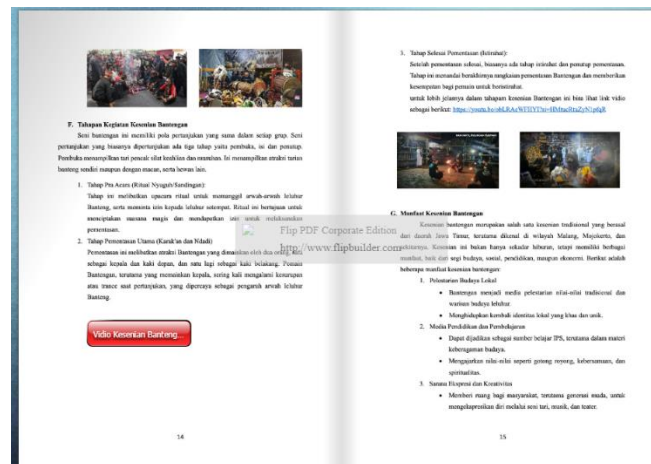 F. Tahapan Kegiatan Kesenian Bantengan
Seni bantengan ini memiliki pola pertunjukan yang sama dalam setiap grup. Seni
pertunjukan yang biasanya dipertunjukan ada tiga tahap yaitu pembuka, isi dan penutup.
Pembuka menampilkan tari pencak silat keahlian dan Isi menampilkan atraksi tarian
banteng sendiri maupun dengan macan, serta hewan lain.
1. Tahap Pra Acara (Ritual Nyuguh/Sandingan):
Tahap ini melibatkan upacara ritual untuk memanggil arwah-arwah leluhur
Banteng, serta meminta izin kepada leluhur setempat. Ritual ini bertujuan untuk
menciptakan suasana magis dan mendapatkan izin untuk melaksanakan
pementasan.
2. Tahap Pementasan Utama (Karak'an dan Ndadi)
Pementasan ini melibatkan atraksi Bantengan yang dimainkan oleh dua orang, satu
sebagai kepala dan kaki depan, dan satu lagi sebagai kaki belakang. Pemain
Bantengan, terutama yang memainkan kepala, sering kali mengalami kesurupan
atau trance saat pertunjukan, yang dipercaya sebagai pengaruh arwah leluhur
Banteng.
Vidio Kesenian Banteng...
14
3. Tahap Selesai Pementasan (Istirahat):
Setelah pementasan selesai, biasanya ada tahap istirahat dan penutup pementasan.
Tahap ini menandai berakhirnya rangkaian pementasan Bantengan dan memberikan
kesempatan bagi pemain untuk beristirahat.
untuk lebih jelasnya dalam tahapan kesenian Bantengan ini bisa lihat link vidio
sebagai berikut:
G. Manfaat Kesenian Bantengan
Kesenian bantengan merupakan salah satu kesenian tradisional yang berasal
dari daerah Jawa Timur, terutama dikenal di wilayah Malang, Mojokerto, dan
sekitarnya. Kesenian ini bukan hanya sekadar hiburan, tetapi memiliki berbagai
manfaat, baik dari segi budaya, sosial, pendidikan, maupun ekonomi. Berikut adalah
beberapa manfaat kesenian bantengan:
1. Pelestarian Budaya Lokal
• Bantengan menjadi media pelestarian nilai-nilai tradisional dan
warisan budaya leluhur.
• Menghidupkan kembali identitas lokal yang khas dan unik.
2. Media Pendidikan dan Pembelajaran
• Dapat dijadikan sebagai sumber belajar IPS, terutama dalam materi
keberagaman budaya.
• Mengajarkan nilai-nilai seperti gotong royong, kebersamaan, dan
spiritualitas.
3. Sarana Ekspresi dan Kreativitas
• Memberi ruang bagi masyarakat, terutama generasi muda, untuk
mengekspresikan diri melalui seni tari, musik, dan teater.
15
Flip PDF Corporate Edition
http://www.flipbuilder.com